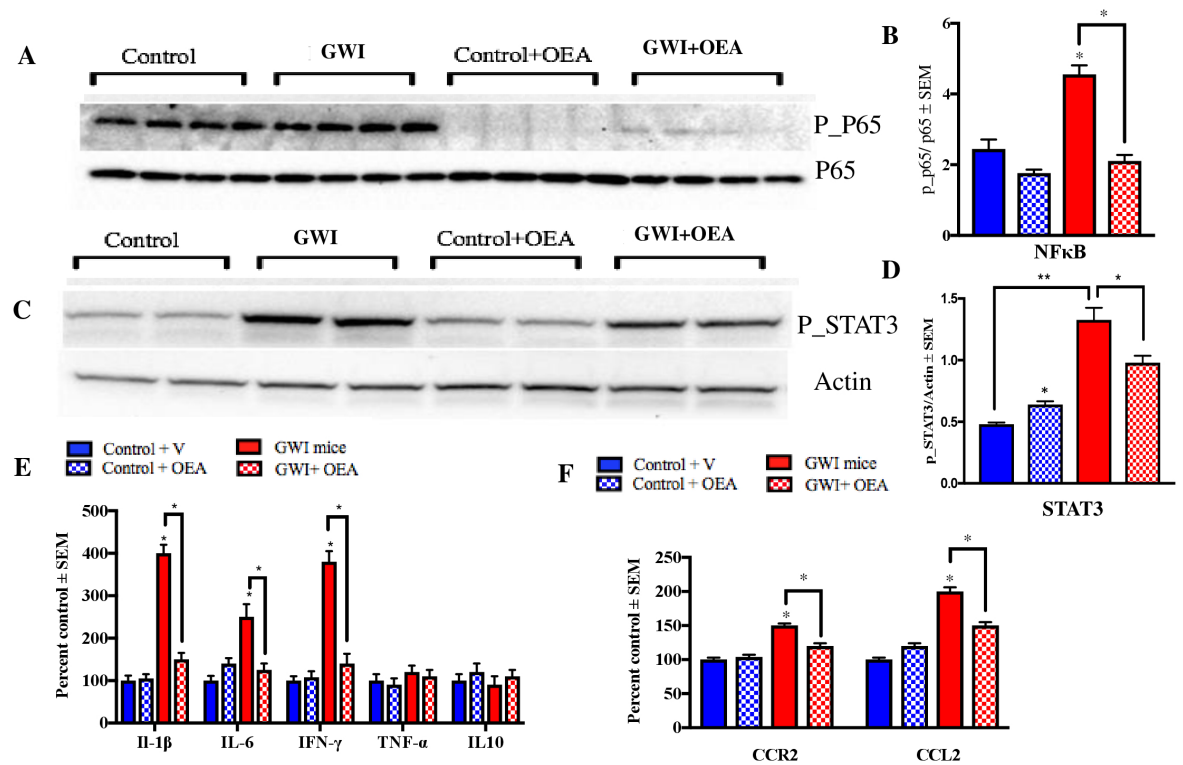 A
Control
GWI
Control+OEA
GWI+OEA
P_P65
P65
B
p_p65/ p65 ± SEM
6
4
2
0
*
*
NFκB
C
Control
GWI
Control+OEA
GWI+OEA
P_STAT3
Actin
D
p_STAT3/Actin ± SEM
1.5
1.0
0.5
0.0
**
*
*
STAT3
E
Control + V
GWI mice
Control + OEA
GWI+ OEA
Percent control ± SEM
500
400
300
200
100
0
*
*
*
*
*
*
Il-1β
IL-6
IFN-γ
TNF-α
IL10
F
Control + V
GWI mice
Control + OEA
GWI+ OEA
Percent control ± SEM
250
200
150
100
50
0
*
*
*
*
CCR2
CCL2